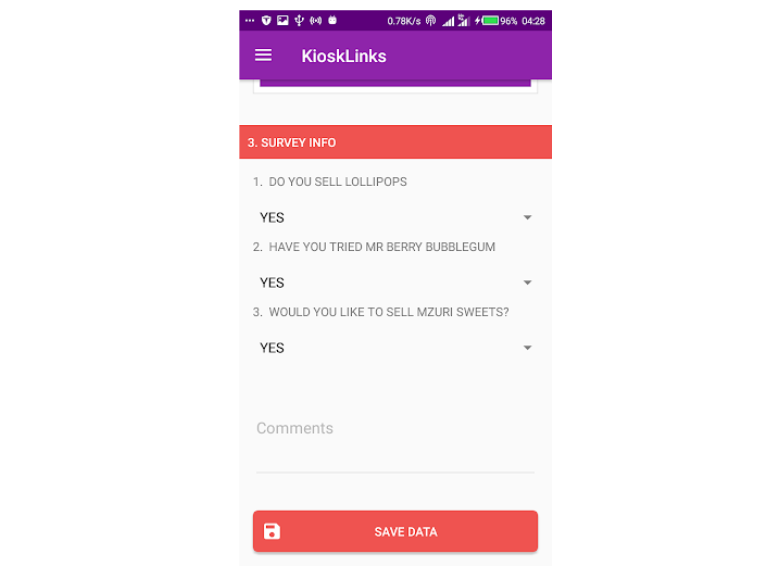 0.78K/s 96% 04:28
KioskLinks
3. SURVEY INFO
1. DO YOU SELL LOLLIPOPS
YES
2. HAVE YOU TRIED MR BERRY BUBBLEGUM
YES
3. WOULD YOU LIKE TO SELL MZURI SWEETS?
YES
Comments
SAVE DATA